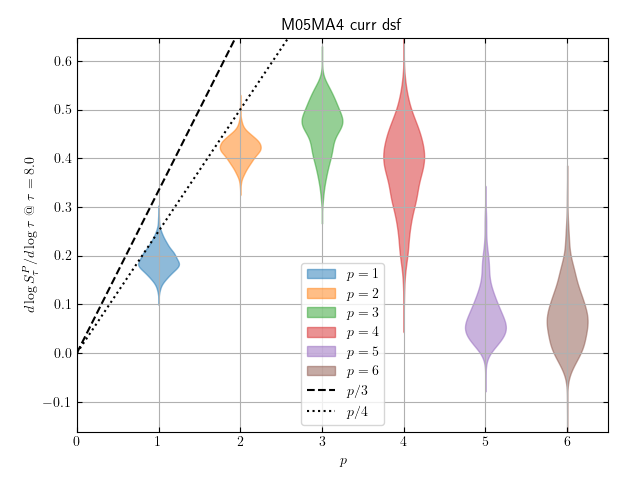 M05MA4 curr dsf
0.6
0.5
0.4
0.3
0.2
0.1
0.0
−0.1
d log S_τ^P / d log τ @ τ = 8.0
p = 1
p = 2
p = 3
p = 4
p = 5
p = 6
p/3
p/4
0 1 2 3 4 5 6
p